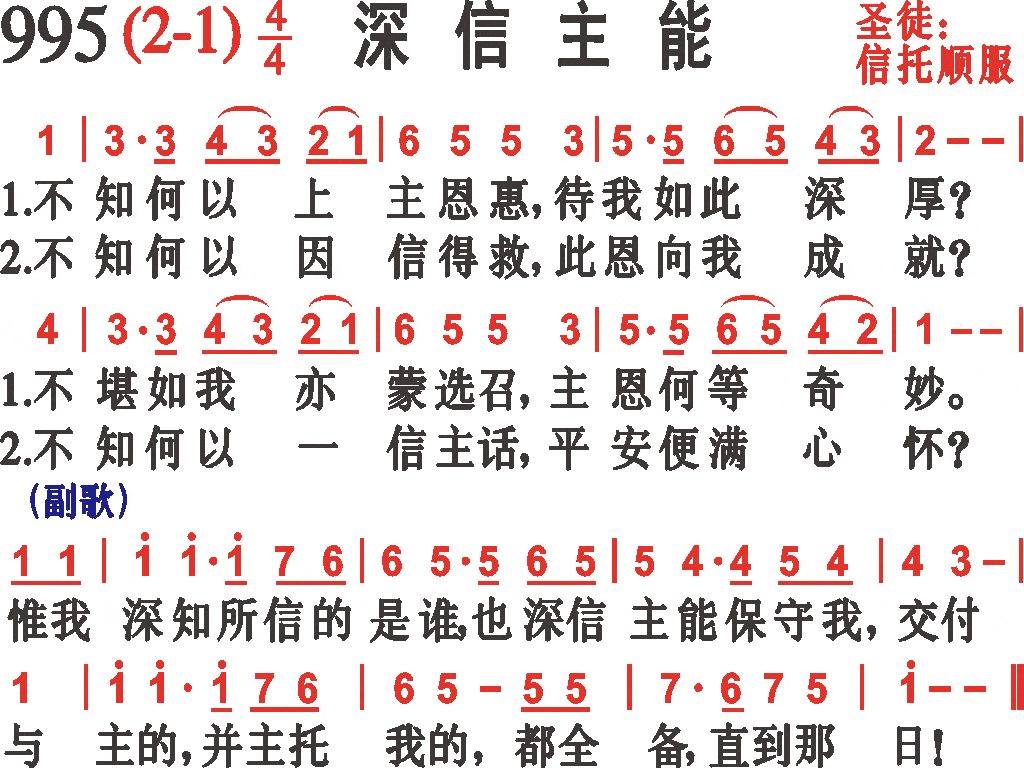 995 (2-1) 4/4 深信主能 圣徒：
信托顺服
1 | 3·3 4 3 2 1 | 6 5 5 3 | 5·5 6 5 4 3 | 2 - - |
1.不知何以上主恩惠，待我如此深厚？
2.不知何以因信得救，此恩向我成就？
4 | 3·3 4 3 2 1 | 6 5 5 3 | 5·5 6 5 4 2 | 1 - - |
1.不堪如我亦蒙选召，主恩何等奇妙。
2.不知何以一信主话，平安便满心怀？
（副歌）
1 1 | i i·i 7 6 | 6 5·5 6 5 | 5 4·4 5 4 | 4 3 - |
惟我深知所信的是谁，也深信主能保守我，交付
1 | i i·i 7 6 | 6 5 - 5 5 | 7·6 7 5 | i - - ‖
与主的，并主托我的，都全备，直到那日！